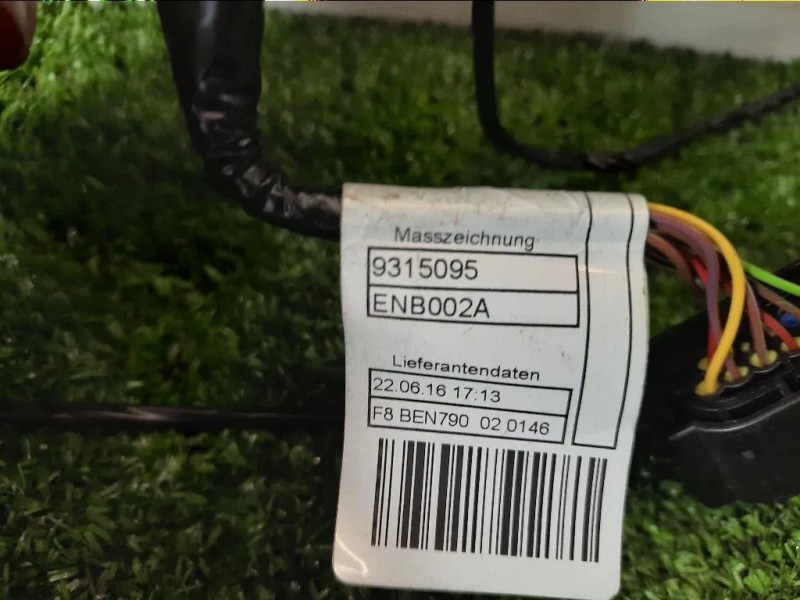 Masszeichnung
9315095
ENB002A
Lieferantendaten
22.06.16 17:13
F8 BEN790 02 0146